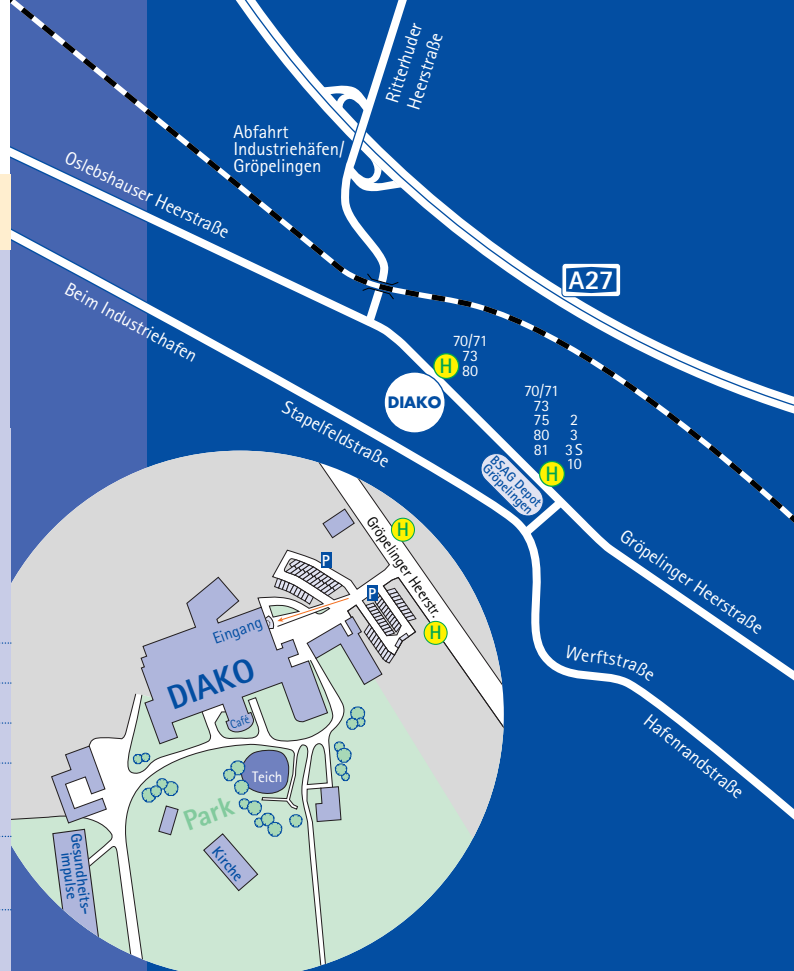 Ritterhuder
Heerstraße
Abfahrt
Industriehäfen/
Gröpelingen
Oslebshauser Heerstraße
A27
Beim Industriehafen
70/71
73
80
H
DIAKO
70/71
73
75 2
80 3
81 3 S
10
H
Stapelfeldstraße
BSAG Depot
Gröpelingen
Gröpelinger Heerstraße
Werftstraße
Hafenrandstraße
Gröpelinger Heerstr.
H
H
P
P
Eingang
DIAKO
Café
Teich
Park
Kirche
Gesundheits-
impulse